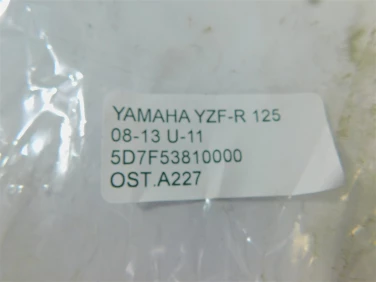 YAMAHA YZF-R 125
08-13 U-11
5D7F53810000
OST.A227